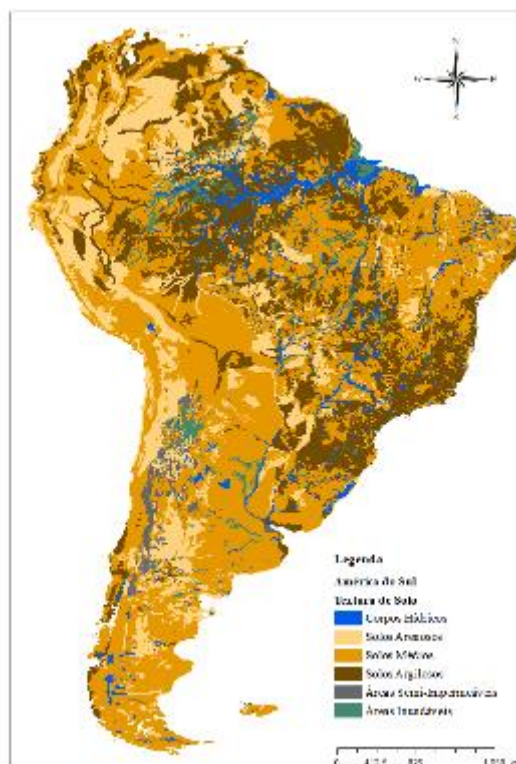 N
Legenda
América do Sul
Textura de Solo
Corpos Hídricos
Solos Arenosos
Solos Médios
Solos Argilosos
Áreas Semi-Impermeáveis
Áreas Inundáveis